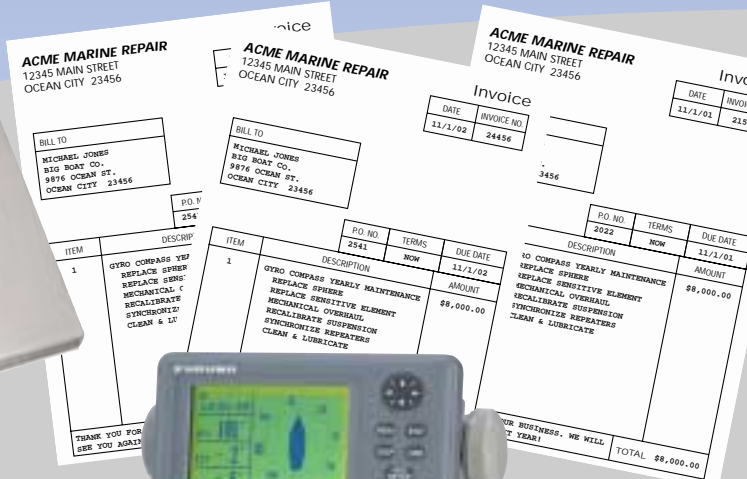 ACME MARINE REPAIR
12345 MAIN STREET
OCEAN CITY 23456
BILL TO
MICHAEL JONES
BIG BOAT CO.
9876 OCEAN ST.
OCEAN CITY 23456
ITEM
1
GYRO COMPASS
REPLACE
REPLACE
MECHANICAL
RECALIBRATE
CLEAN &
THANK YOU FOR
SEE YOU AGAIN
ACME MARINE REPAIR
12345 MAIN STREET
OCEAN CITY 23456
Invoice
DATE INVOICE NO.
11/1/02 24456
BILL TO
MICHAEL JONES
BIG BOAT CO.
9876 OCEAN ST.
OCEAN CITY 23456
P.O. NO. TERMS DUE DATE
2541 NOW 11/1/02
ITEM DESCRIPTION AMOUNT
1 GYRO COMPASS YEARLY MAINTENANCE $8,000.00
REPLACE SPHERE
REPLACE SENSITIVE ELEMENT
MECHANICAL OVERHAUL
RECALIBRATE SUSPENSION
SYNCHRONIZE REPEATERS
CLEAN & LUBRICATE
FURUNO
ACME MARINE REPAIR
12345 MAIN STREET
OCEAN CITY 23456
DATE
11/1/01
3456
P.O. NO. TERMS DUE DATE
2022 NOW 11/1/01
DESCRIPTION AMOUNT
COMPASS YEARLY MAINTENANCE $8,000.00
REPLACE SPHERE
REPLACE SENSITIVE ELEMENT
MECHANICAL OVERHAUL
RECALIBRATE SUSPENSION
SYNCHRONIZE REPEATERS
CLEAN & LUBRICATE
BUSINESS. WE WILL
YEAR!
TOTAL $8,000.00